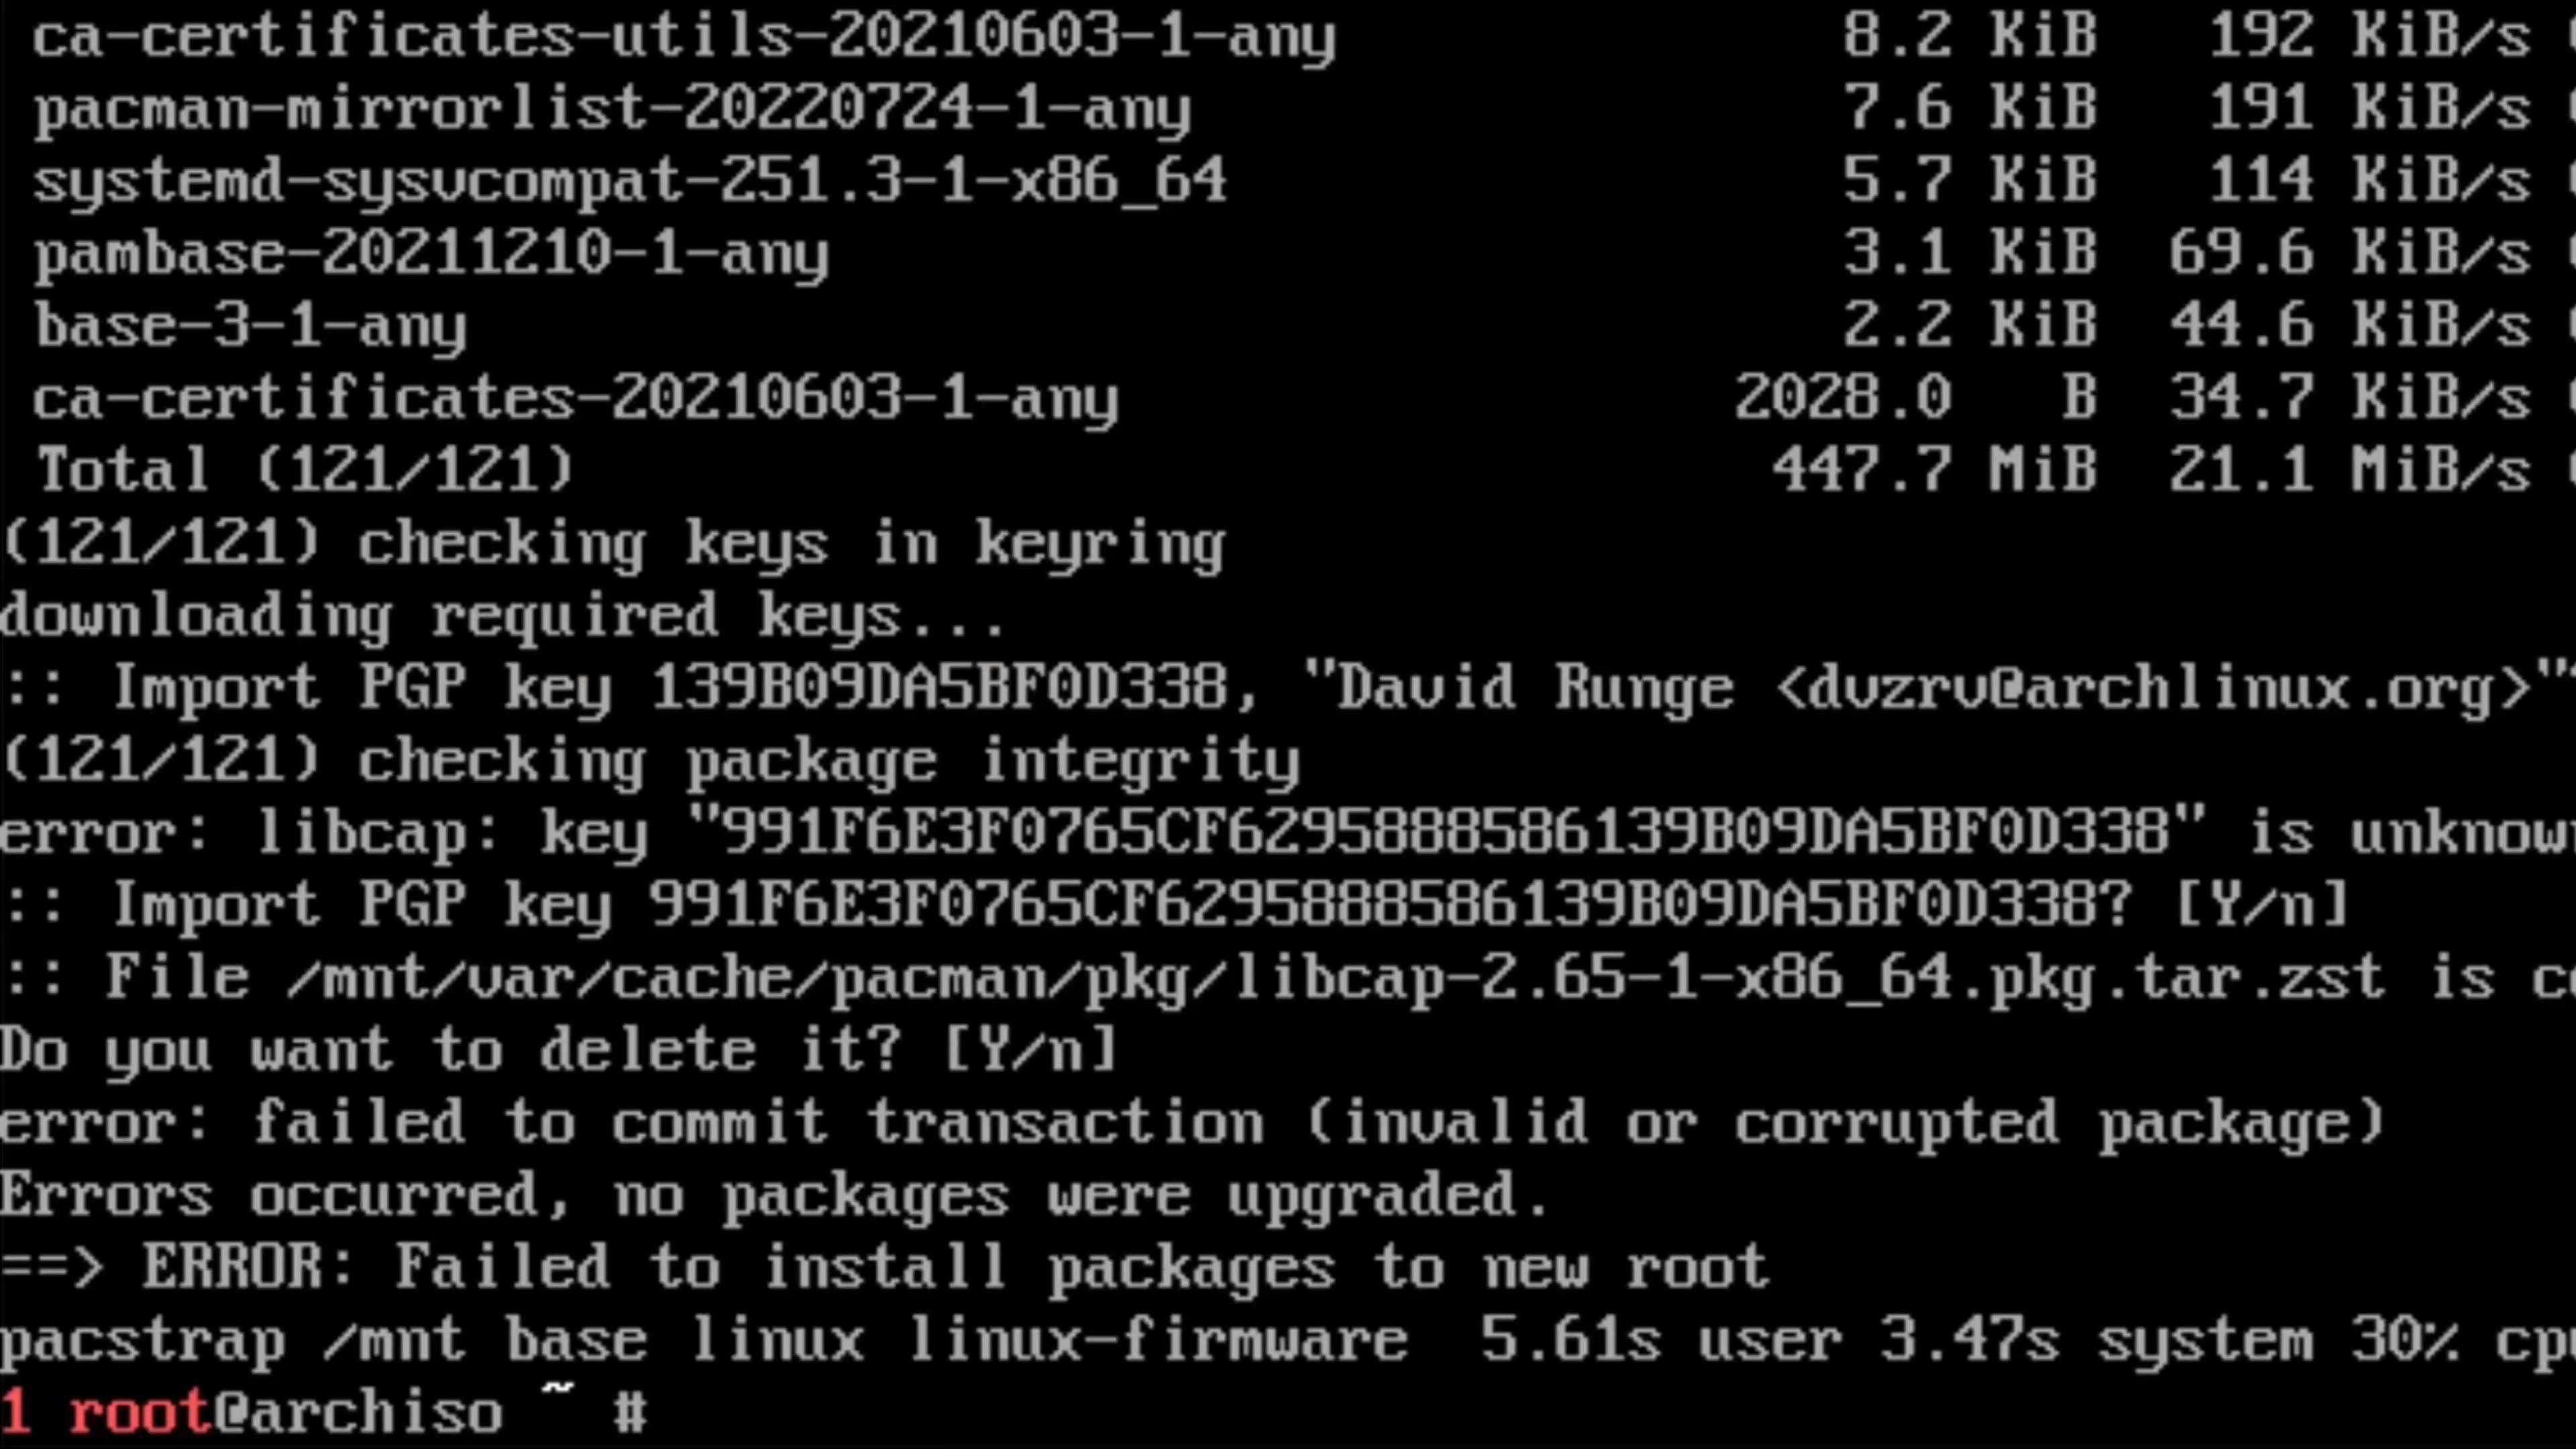 ca-certificates-utils-20210603-1-any 8.2 KiB 192 KiB/s
pacman-mirrorlist-20220724-1-any 7.6 KiB 191 KiB/s
systemd-sysvcompat-251.3-1-x86_64 5.7 KiB 114 KiB/s
pambase-20211210-1-any 3.1 KiB 69.6 KiB/s
base-3-1-any 2.2 KiB 44.6 KiB/s
ca-certificates-20210603-1-any 2028.0 B 34.7 KiB/s
Total (121/121) 447.7 MiB 21.1 MiB/s
(121/121) checking keys in keyring
downloading required keys...
:: Import PGP key 139B09DA5BF0D338, "David Runge <dvzrv@archlinux.org>"
(121/121) checking package integrity
error: libcap: key "991F6E3F0765CF6295888586139B09DA5BF0D338" is unknown
:: Import PGP key 991F6E3F0765CF6295888586139B09DA5BF0D338? [Y/n]
:: File /mnt/var/cache/pacman/pkg/libcap-2.65-1-x86_64.pkg.tar.zst is
Do you want to delete it? [Y/n]
error: failed to commit transaction (invalid or corrupted package)
Errors occurred, no packages were upgraded.
==> ERROR: Failed to install packages to new root
pacstrap /mnt base linux linux-firmware 5.61s user 3.47s system 30% cpu
1 root@archiso ~ #